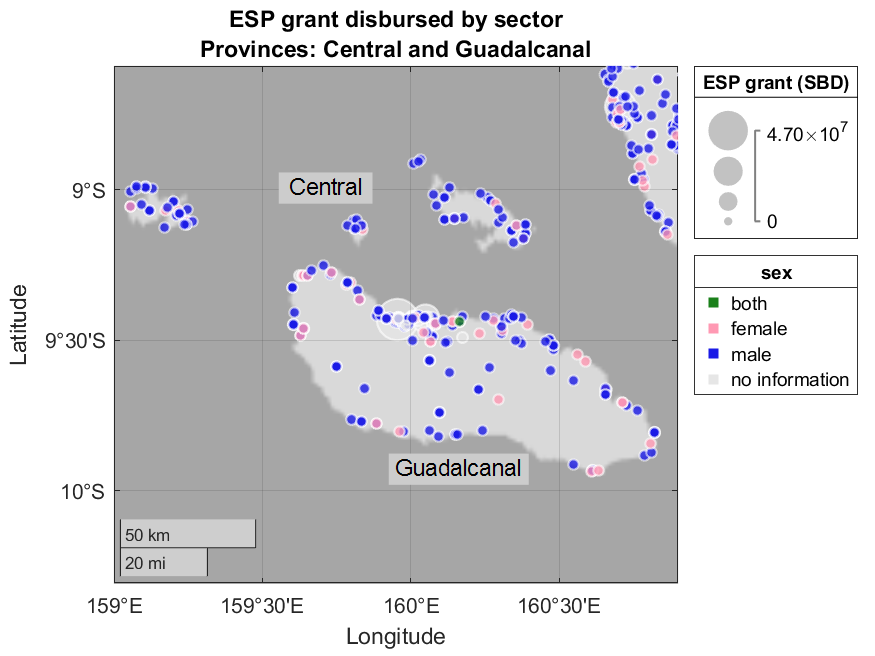 ESP grant disbursed by sector
Provinces: Central and Guadalcanal
ESP grant (SBD)
4.70×10⁷
0
sex
both
female
male
no information
Central
Guadalcanal
9°S
9°30'S
10°S
Latitude
50 km
20 mi
159°E
159°30'E
160°E
160°30'E
Longitude